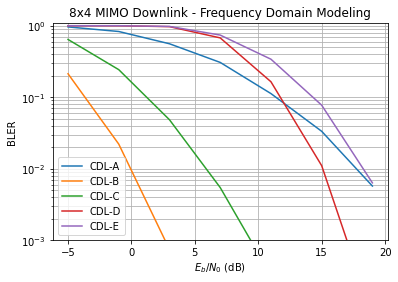 8x4 MIMO Downlink - Frequency Domain Modeling
BLER
10⁰
10⁻¹
10⁻²
10⁻³
CDL-A
CDL-B
CDL-C
CDL-D
CDL-E
−5
0
5
10
15
20
E_b/N_0 (dB)